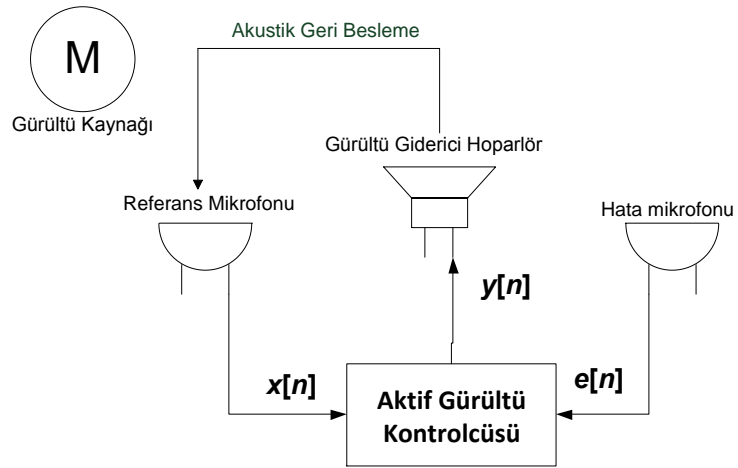 Akustik Geri Besleme
M
Gürültü Kaynağı
Gürültü Giderici Hoparlör
Referans Mikrofonu
Hata mikrofonu
y[n]
x[n]
e[n]
Aktif Gürültü
Kontrolcüsü